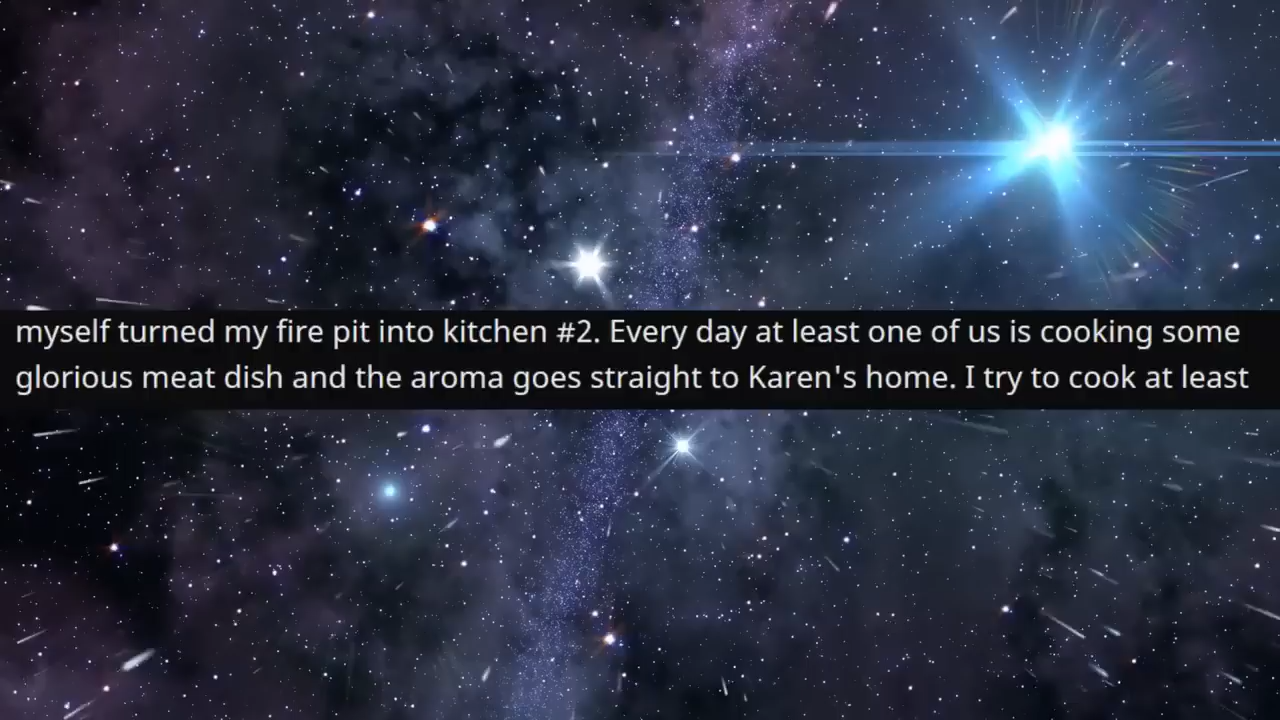 myself turned my fire pit into kitchen #2. Every day at least one of us is cooking some
glorious meat dish and the aroma goes straight to Karen's home. I try to cook at least